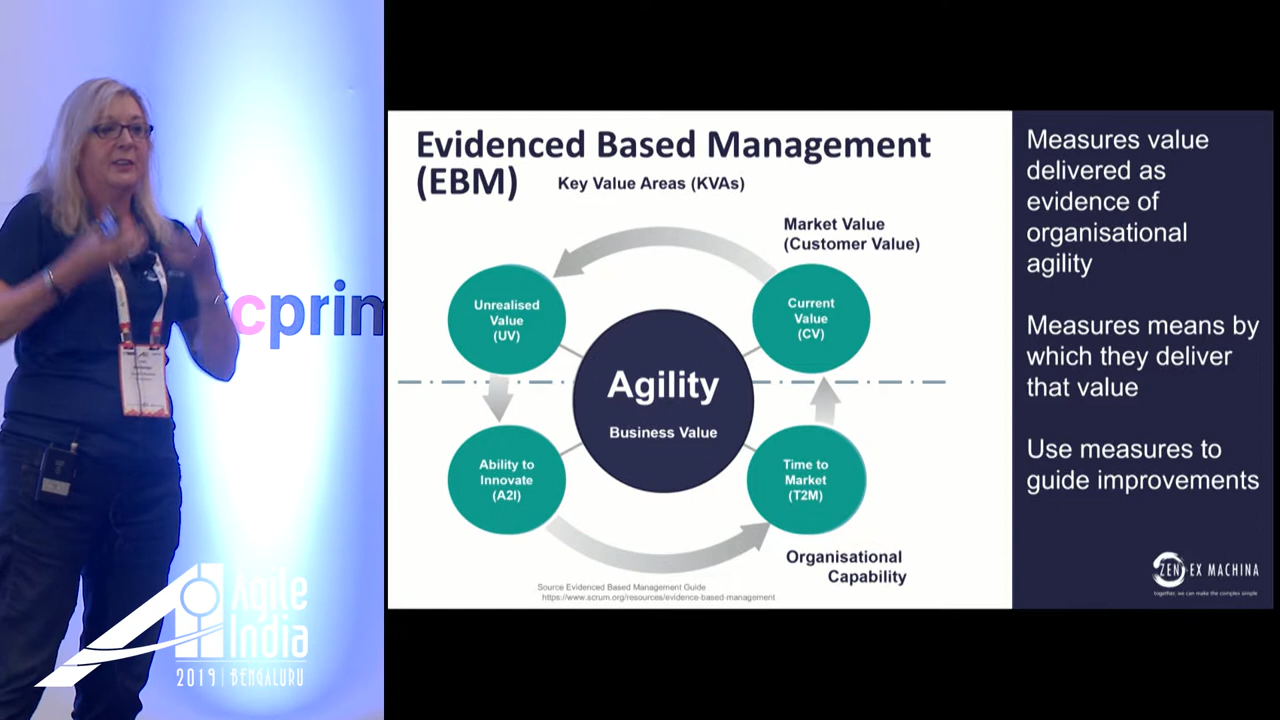 cprim
Agile
India
2019 | BENGALURU
Evidenced Based Management
(EBM)
Key Value Areas (KVAs)
Market Value
(Customer Value)
Unrealised
Value
(UV)
Current
Value
(CV)
Agility
Business Value
Ability to
Innovate
(A2I)
Time to
Market
(T2M)
Organisational
Capability
Source Evidenced Based Management Guide
https://www.scrum.org/resources/evidence-based-management
Measures value
delivered as
evidence of
organisational
agility
Measures means by
which they deliver
that value
Use measures to
guide improvements
ZEN EX MACHINA
together, we can make the complex simple